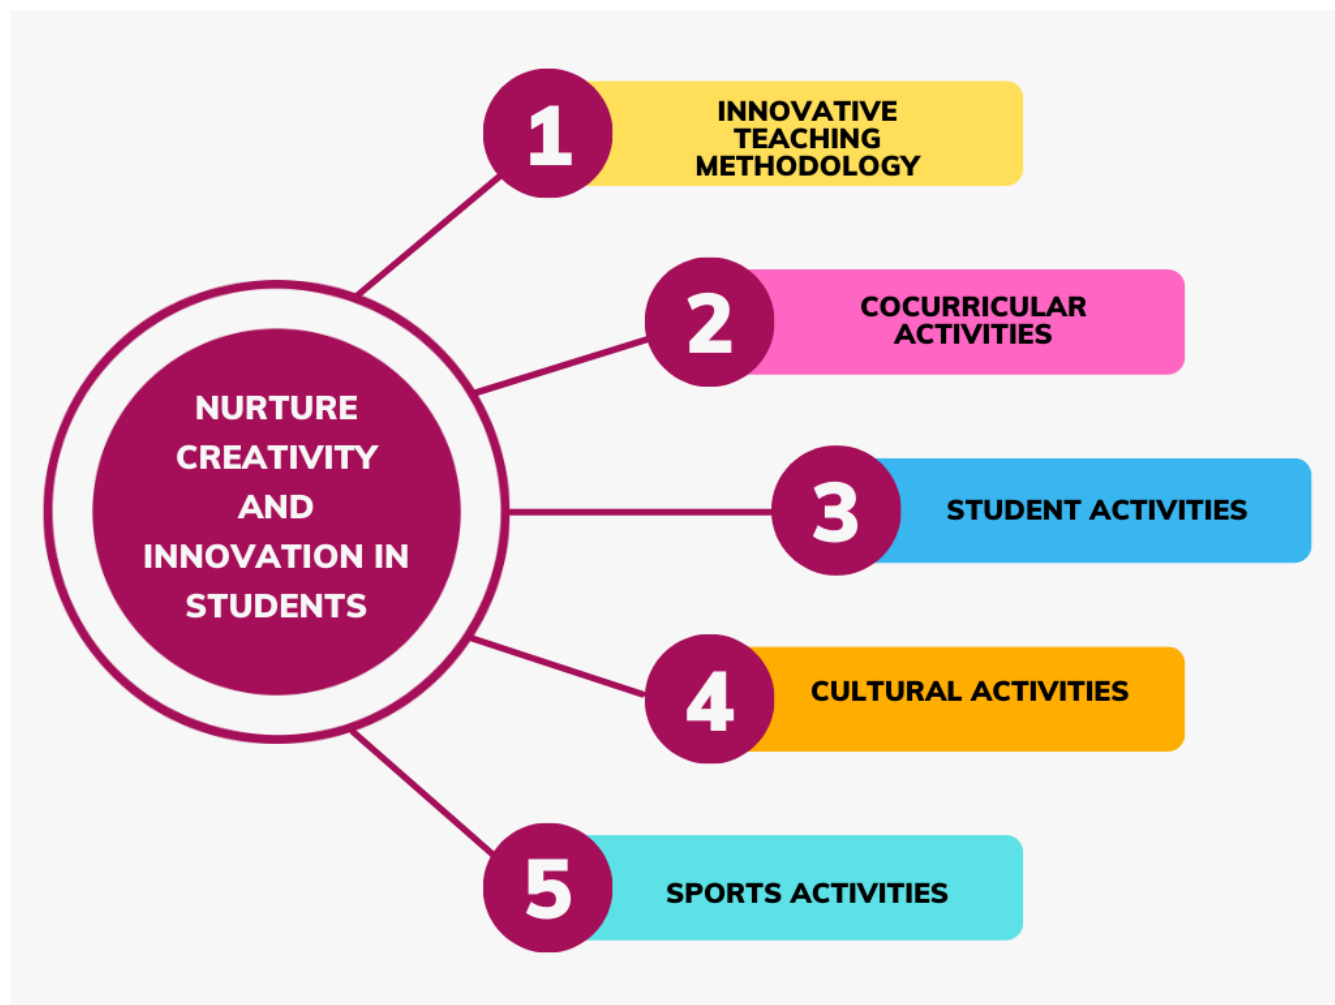 NURTURE
CREATIVITY
AND
INNOVATION IN
STUDENTS
1
INNOVATIVE
TEACHING
METHODOLOGY
2
COCURRICULAR
ACTIVITIES
3
STUDENT ACTIVITIES
4
CULTURAL ACTIVITIES
5
SPORTS ACTIVITIES